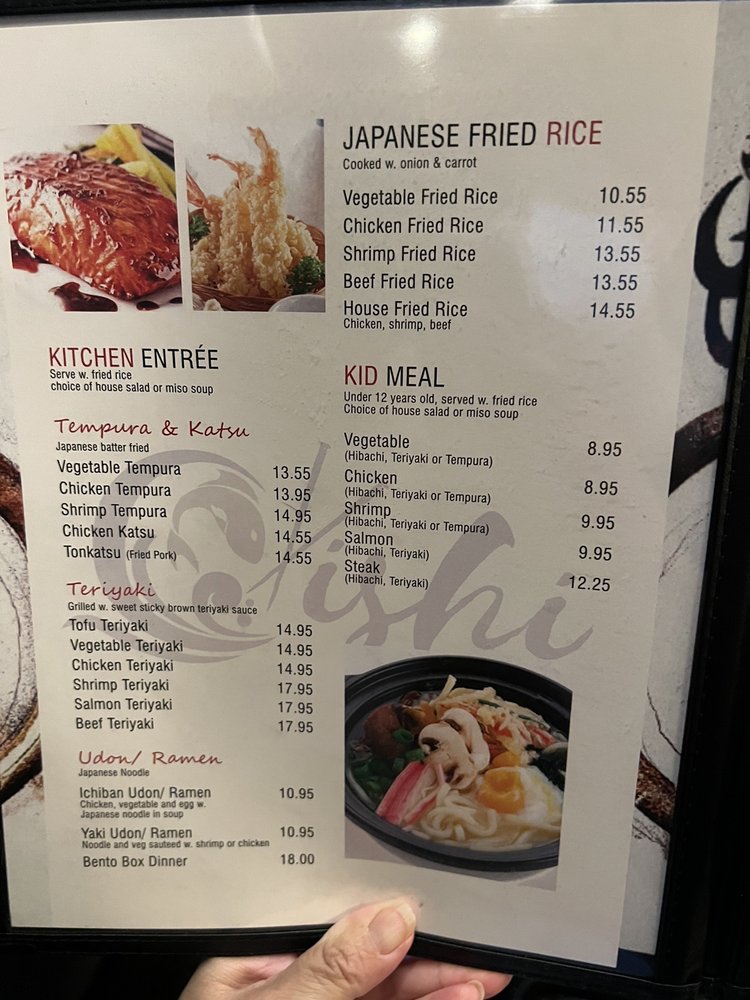 JAPANESE FRIED RICE
Cooked w. onion & carrot
Vegetable Fried Rice 10.55
Chicken Fried Rice 11.55
Shrimp Fried Rice 13.55
Beef Fried Rice 13.55
House Fried Rice 14.55
Chicken, shrimp, beef
KITCHEN ENTRÉE
Serve w. fried rice
choice of house salad or miso soup
Tempura & Katsu
Japanese batter fried
Vegetable Tempura 13.55
Chicken Tempura 13.95
Shrimp Tempura 14.95
Chicken Katsu 14.55
Tonkatsu (Fried Pork) 14.55
Teriyaki
Grilled w. sweet sticky brown teriyaki sauce
Tofu Teriyaki 14.95
Vegetable Teriyaki 14.95
Chicken Teriyaki 14.95
Shrimp Teriyaki 17.95
Salmon Teriyaki 17.95
Beef Teriyaki 17.95
Udon/ Ramen
Japanese Noodle
Ichiban Udon/ Ramen 10.95
Chicken, vegetable and egg w.
Japanese noodle in soup
Yaki Udon/ Ramen 10.95
Noodle and veg sauteed w. shrimp or chicken
Bento Box Dinner 18.00
KID MEAL
Under 12 years old, served w. fried rice
Choice of house salad or miso soup
Vegetable 8.95
(Hibachi, Teriyaki or Tempura)
Chicken 8.95
(Hibachi, Teriyaki or Tempura)
Shrimp 9.95
(Hibachi, Teriyaki or Tempura)
Salmon 9.95
(Hibachi, Teriyaki)
Steak 12.25
(Hibachi, Teriyaki)